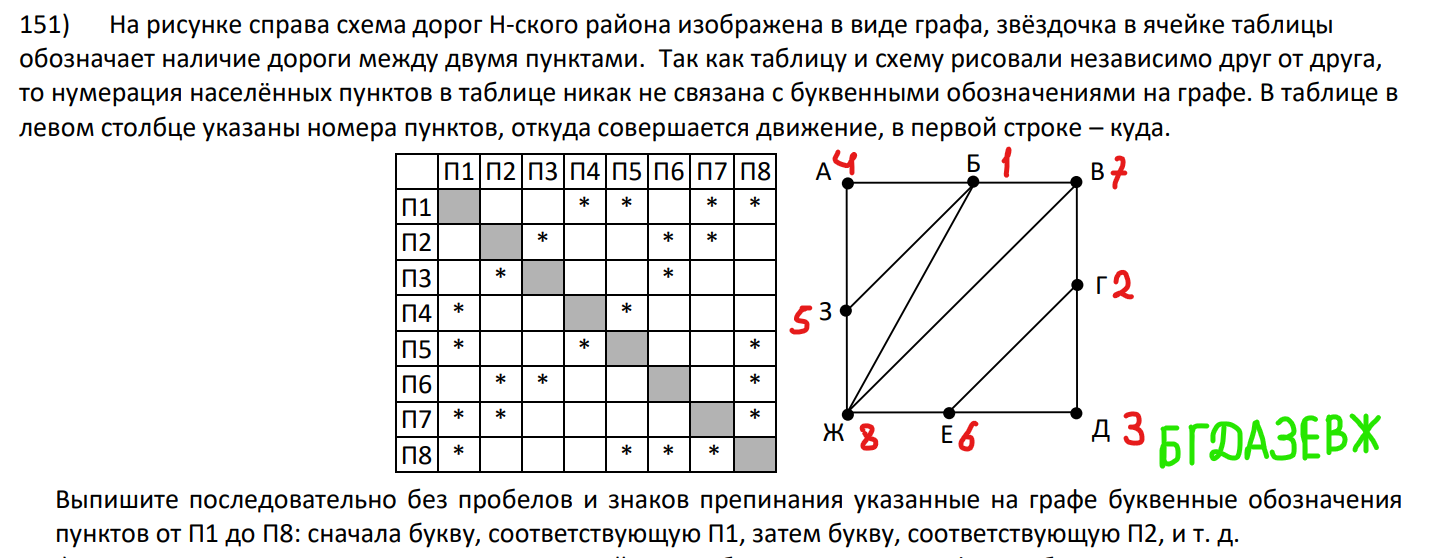 151) На рисунке справа схема дорог Н-ского района изображена в виде графа, звёздочка в ячейке таблицы
обозначает наличие дороги между двумя пунктами. Так как таблицу и схему рисовали независимо друг от друга,
то нумерация населённых пунктов в таблице никак не связана с буквенными обозначениями на графе. В таблице в
левом столбце указаны номера пунктов, откуда совершается движение, в первой строке – куда.
П1 П2 П3 П4 П5 П6 П7 П8
П1 * * * *
П2 * * *
П3 * *
П4 * *
П5 * * *
П6 * * *
П7 * * *
П8 * * * *
А 4 Б 1 В 7
Г 2
5 З
Ж 8 Е 6 Д 3
БГДАЗЕВЖ
Выпишите последовательно без пробелов и знаков препинания указанные на графе буквенные обозначения
пунктов от П1 до П8: сначала букву, соответствующую П1, затем букву, соответствующую П2, и т. д.